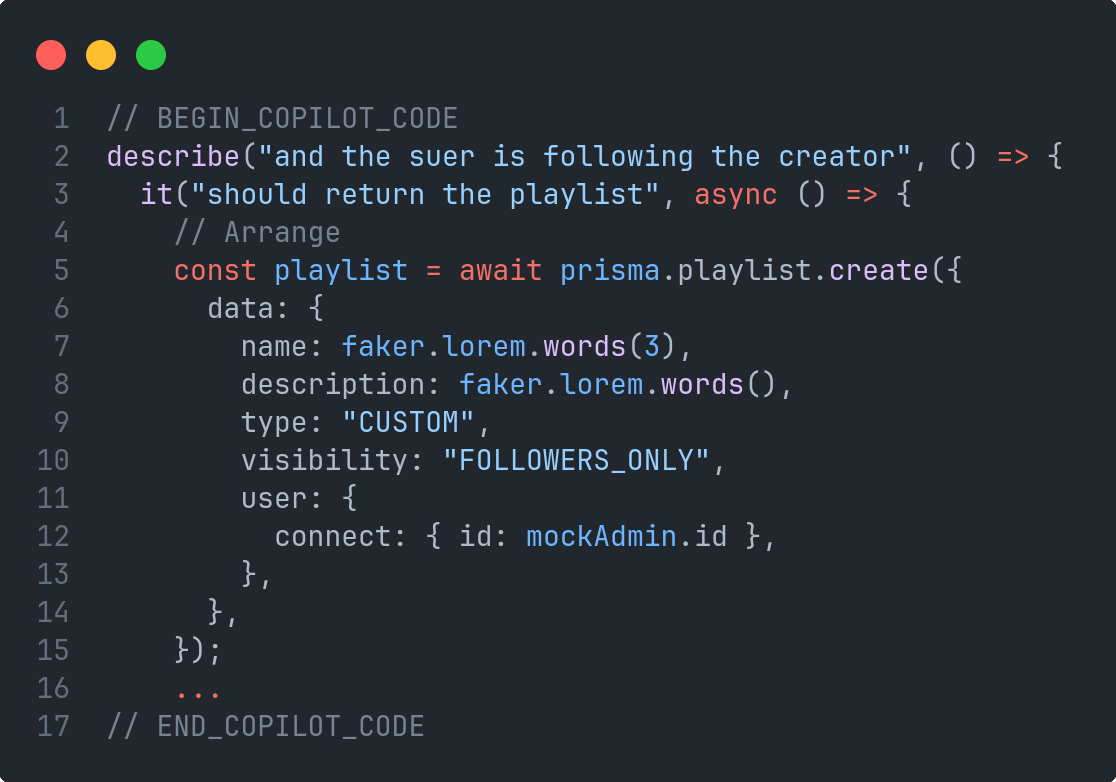 1 // BEGIN_COPILOT_CODE
2 describe("and the suer is following the creator", () => {
3   it("should return the playlist", async () => {
4     // Arrange
5     const playlist = await prisma.playlist.create({
6       data: {
7         name: faker.lorem.words(3),
8         description: faker.lorem.words(),
9         type: "CUSTOM",
10         visibility: "FOLLOWERS_ONLY",
11         user: {
12           connect: { id: mockAdmin.id },
13         },
14       },
15     });
16     ...
17 // END_COPILOT_CODE